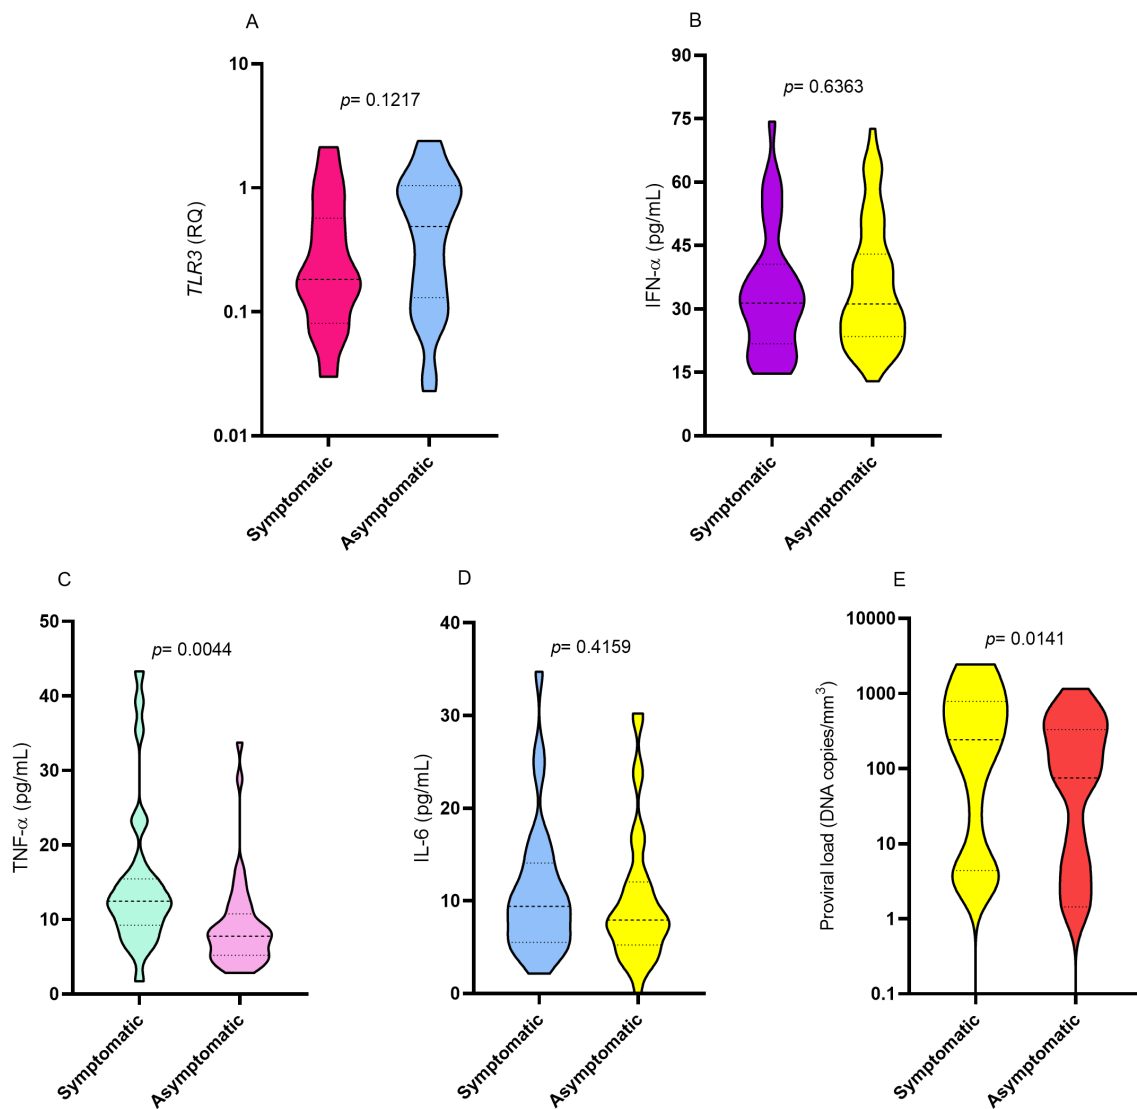 A
10
1
0.1
0.01
TLR3 (RQ)
p= 0.1217
Symptomatic
Asymptomatic
B
90
75
60
45
30
15
0
IFN-α (pg/mL)
p= 0.6363
Symptomatic
Asymptomatic
C
50
40
30
20
10
0
TNF-α (pg/mL)
p= 0.0044
Symptomatic
Asymptomatic
D
40
30
20
10
0
IL-6 (pg/mL)
p= 0.4159
Symptomatic
Asymptomatic
E
10000
1000
100
10
1
0.1
Proviral load (DNA copies/mm³)
p= 0.0141
Symptomatic
Asymptomatic